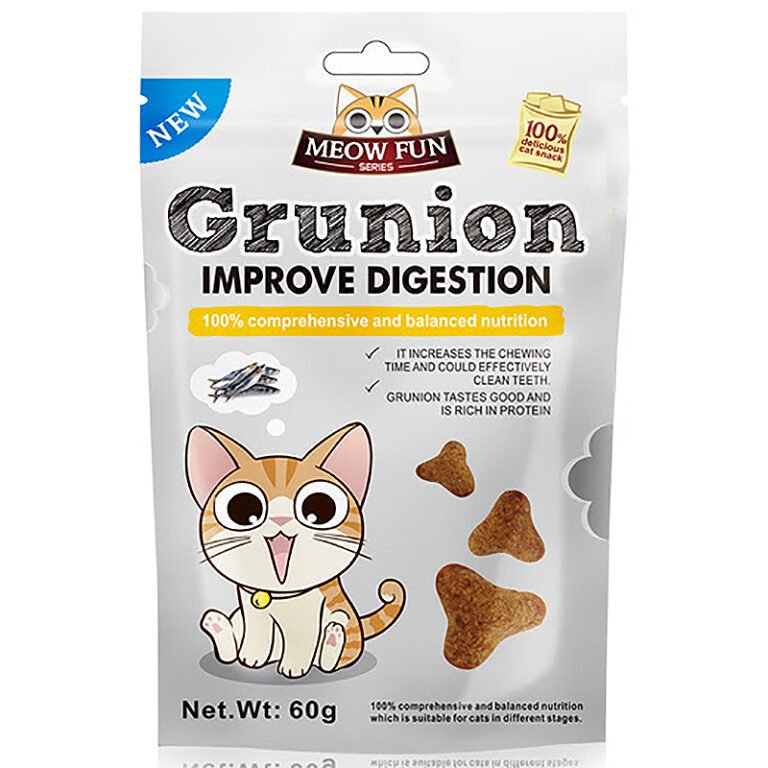 NEW
MEOW FUN
SERIES
100%
delicious
cat snack
Grunion
IMPROVE DIGESTION
100% comprehensive and balanced nutrition
IT INCREASES THE CHEWING
TIME AND COULD EFFECTIVELY
CLEAN TEETH.
GRUNION TASTES GOOD AND
IS RICH IN PROTEIN
Net.Wt: 60g
100% comprehensive and balanced nutrition
which is suitable for cats in different stages.